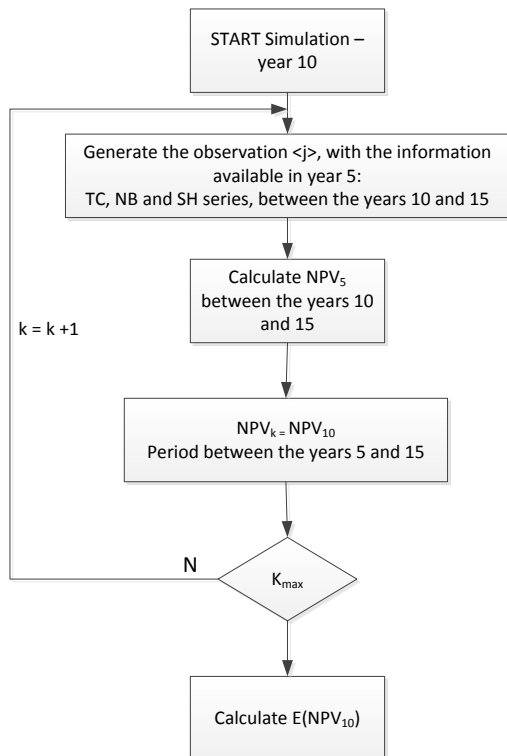 START Simulation –
year 10
Generate the observation <j>, with the information
available in year 5:
TC, NB and SH series, between the years 10 and 15
Calculate NPV₅
between the years 10
and 15
k = k +1
NPVₖ = NPV₁₀
Period between the years 5 and 15
N
Kmax
Calculate E(NPV₁₀)